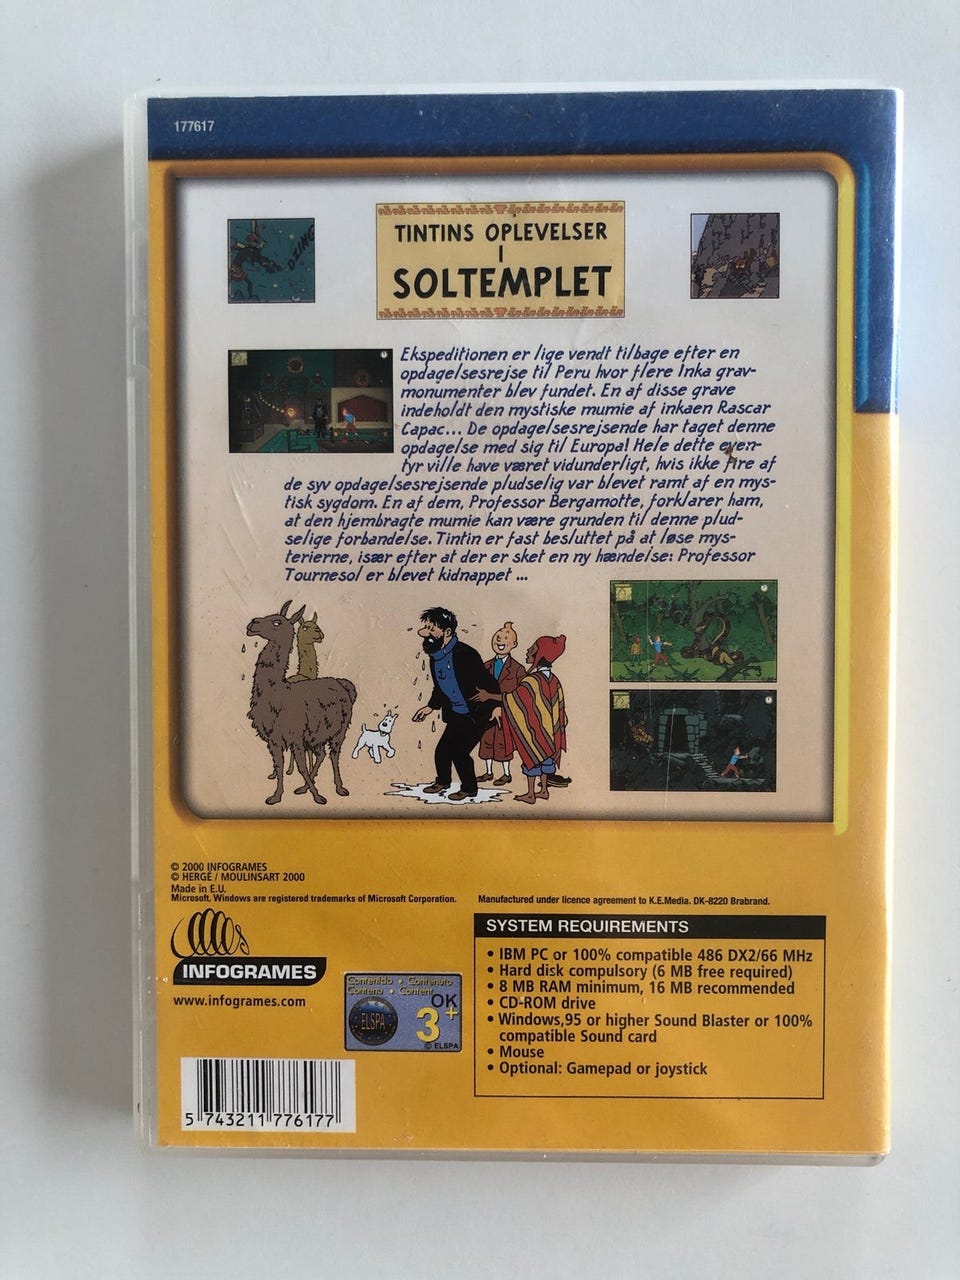 177617
TINTINS OPLEVELSER
I
SOLTEMPLET
DZING
Ekspeditionen er lige vendt tilbage efter en
opdagelsesrejse til Peru hvor flere Inka grav-
monumenter blev fundet. En af disse grave
indeholdt den mystiske mumie af inkaen Rascar
Capac... De opdagelsesrejsende har taget denne
opdagelse med sig til Europa! Hele dette even-
tyr ville have været vidunderligt, hvis ikke fire af
de syv opdagelsesrejsende pludselig var blevet ramt af en mys-
tisk sygdom. En af dem, Professor Bergamotte, forklarer ham,
at den hjembragte mumie kan være grunden til denne plud-
selige forbandelse. Tintin er fast besluttet på at løse mys-
terierne, især efter at der er sket en ny hændelse: Professor
Tournesol er blevet kidnappet ...
© 2000 INFOGRAMES
© HERGÉ / MOULINSART 2000
Made in E.U.
Microsoft, Windows are registered trademarks of Microsoft Corporation.
Manufactured under licence agreement to K.E.Media. DK-8220 Brabrand.
INFOGRAMES
www.infogrames.com
Contenido • Contenuto
Contenu • Content
ELSPA
OK
3+
© ELSPA
SYSTEM REQUIREMENTS
• IBM PC or 100% compatible 486 DX2/66 MHz
• Hard disk compulsory (6 MB free required)
• 8 MB RAM minimum, 16 MB recommended
• CD-ROM drive
• Windows,95 or higher Sound Blaster or 100%
compatible Sound card
• Mouse
• Optional: Gamepad or joystick
5 743211 776177